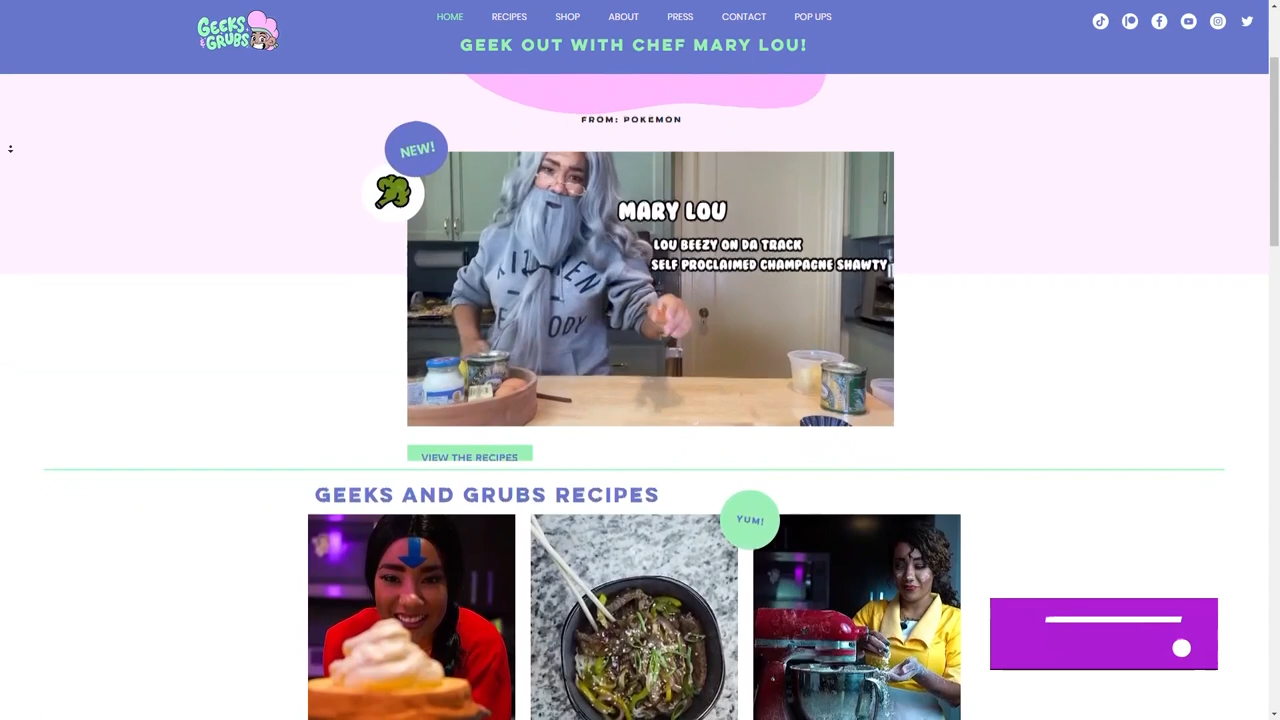 GEEKS & GRUBS
HOME RECIPES SHOP ABOUT PRESS CONTACT POP UPS
GEEK OUT WITH CHEF MARY LOU!
FROM: POKEMON
NEW!
MARY LOU
LOU BEEZY ON DA TRACK
SELF PROCLAIMED CHAMPAGNE SHAWTY
KITCHEN
VIEW THE RECIPES
GEEKS AND GRUBS RECIPES
YUM!